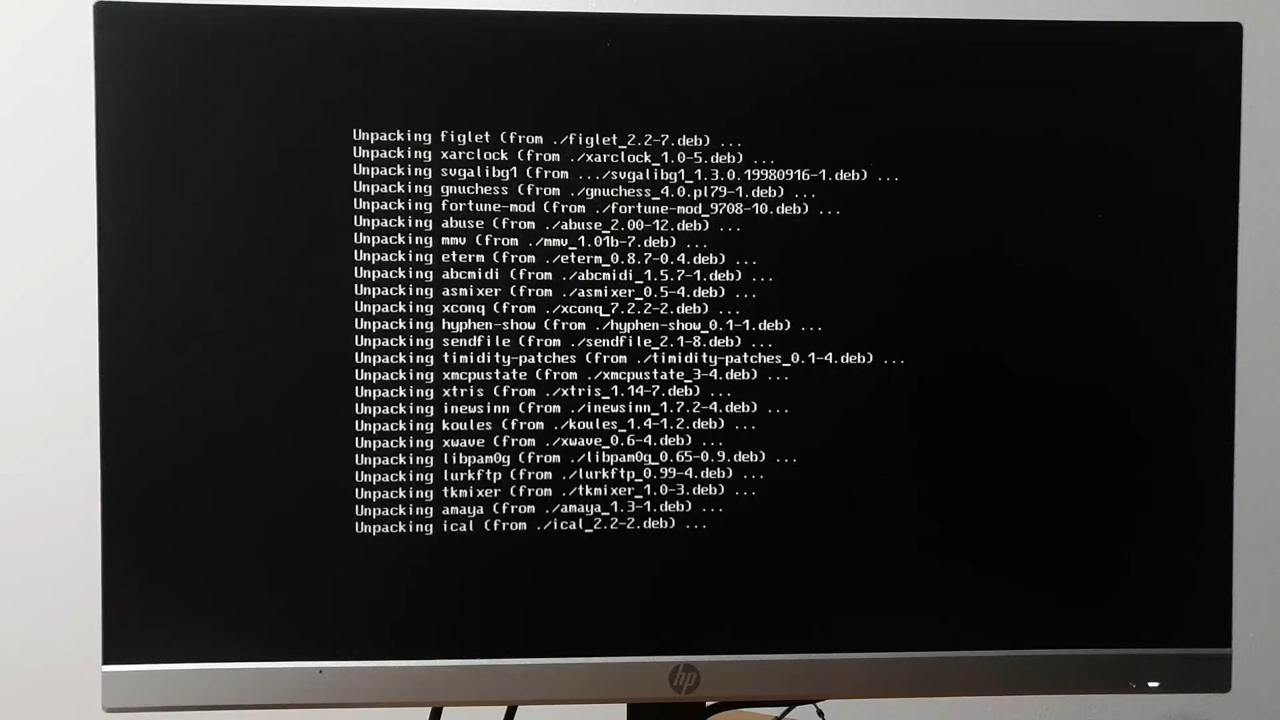 Unpacking figlet (from ./figlet_2.2-7.deb) ...
Unpacking xarclock (from ./xarclock_1.0-5.deb) ...
Unpacking svgalibg1 (from .../svgalibg1_1.3.0.19980916-1.deb) ...
Unpacking gnuchess (from ./gnuchess_4.0.pl79-1.deb) ...
Unpacking fortune-mod (from ./fortune-mod_9708-10.deb) ...
Unpacking abuse (from ./abuse_2.00-12.deb) ...
Unpacking mmv (from ./mmv_1.01b-7.deb) ...
Unpacking eterm (from ./eterm_0.8.7-0.4.deb) ...
Unpacking abcmidi (from ./abcmidi_1.5.7-1.deb) ...
Unpacking asmixer (from ./asmixer_0.5-4.deb) ...
Unpacking xconq (from ./xconq_7.2.2-2.deb) ...
Unpacking hyphen-show (from ./hyphen-show_0.1-1.deb) ...
Unpacking sendfile (from ./sendfile_2.1-8.deb) ...
Unpacking timidity-patches (from ./timidity-patches_0.1-4.deb) ...
Unpacking xmcpustate (from ./xmcpustate_3-4.deb) ...
Unpacking xtris (from ./xtris_1.14-7.deb) ...
Unpacking inewsinn (from ./inewsinn_1.7.2-4.deb) ...
Unpacking koules (from ./koules_1.4-1.2.deb) ...
Unpacking xwave (from ./xwave_0.6-4.deb) ...
Unpacking libpam0g (from ./libpam0g_0.65-0.9.deb) ...
Unpacking lurkftp (from ./lurkftp_0.99-4.deb) ...
Unpacking tkmixer (from ./tkmixer_1.0-3.deb) ...
Unpacking amaya (from ./amaya_1.3-1.deb) ...
Unpacking ical (from ./ical_2.2-2.deb) ...
hp